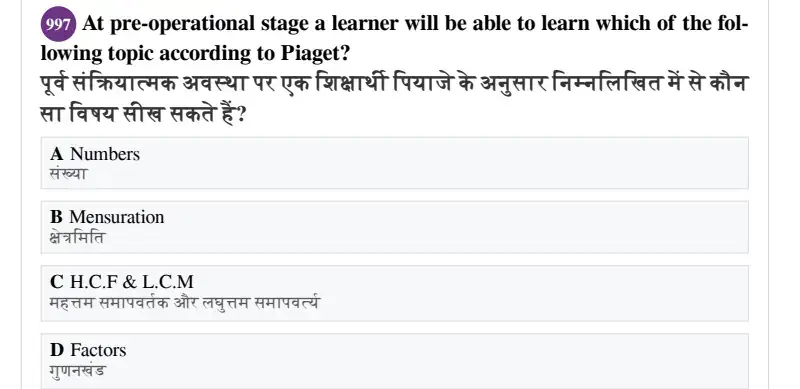 997 At pre-operational stage a learner will be able to learn which of the fol-
lowing topic according to Piaget?
पूर्व संक्रियात्मक अवस्था पर एक शिक्षार्थी पियाजे के अनुसार निम्नलिखित में से कौन
सा विषय सीख सकते हैं?
A Numbers
संख्या
B Mensuration
क्षेत्रमिति
C H.C.F & L.C.M
महत्तम समापवर्तक और लघुत्तम समापवर्त्य
D Factors
गुणनखंड